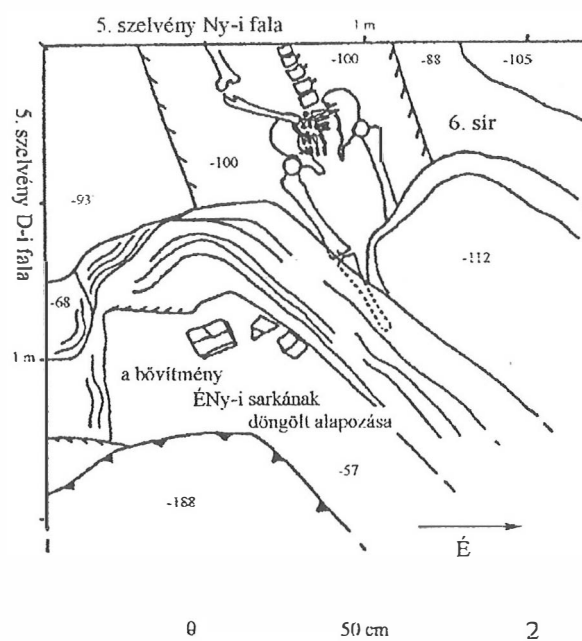 5. szelvény Ny-i fala
1 m
-100
-88
-105
6. sír
-100
5. szelvény D-i fala
-93
-112
-68
1 m
a bővítmény
ÉNy-i sarkának
döngölt alapozása
-57
-188
É
0
50 cm
2